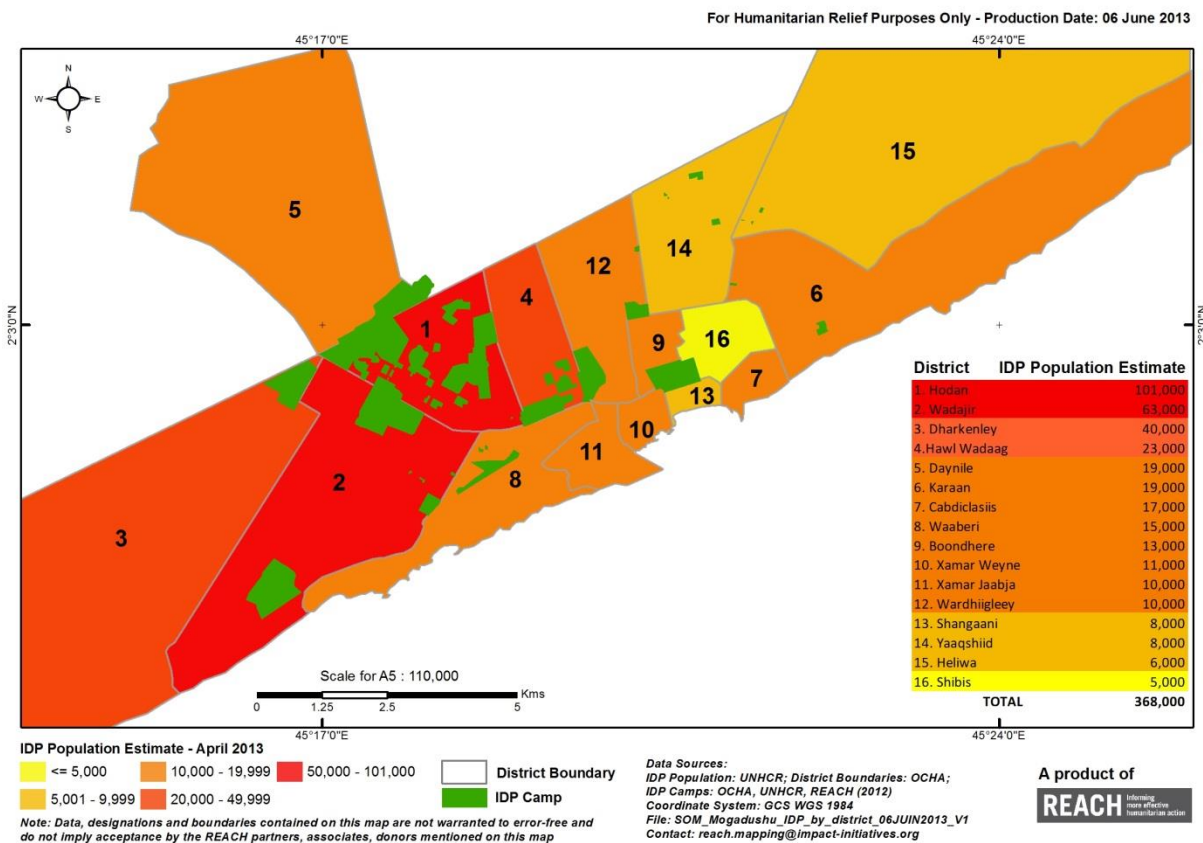 For Humanitarian Relief Purposes Only - Production Date: 06 June 2013
45°17'0"E
45°24'0"E
N
W E
S
15
5
14
12
4
6
2°3'0"N
2°3'0"N
1
16
9
7
13
10
11
8
2
3
District IDP Population Estimate
1. Hodan 101,000
2. Wadajir 63,000
3. Dharkenley 40,000
4.Hawl Wadaag 23,000
5. Daynile 19,000
6. Karaan 19,000
7. Cabdiclasiis 17,000
8. Waaberi 15,000
9. Boondhere 13,000
10. Xamar Weyne 11,000
11. Xamar Jaabja 10,000
12. Wardhiigleey 10,000
13. Shangaani 8,000
14. Yaaqshiid 8,000
15. Heliwa 6,000
16. Shibis 5,000
TOTAL 368,000
Scale for A5 : 110,000
Kms
0 1.25 2.5 5
45°17'0"E
45°24'0"E
IDP Population Estimate - April 2013
<= 5,000 10,000 - 19,999 50,000 - 101,000
5,001 - 9,999 20,000 - 49,999
District Boundary
IDP Camp
Note: Data, designations and boundaries contained on this map are not warranted to error-free and
do not imply acceptance by the REACH partners, associates, donors mentioned on this map
Data Sources:
IDP Population: UNHCR; District Boundaries: OCHA;
IDP Camps: OCHA, UNHCR, REACH (2012)
Coordinate System: GCS WGS 1984
File: SOM_Mogadushu_IDP_by_district_06JUIN2013_V1
Contact: reach.mapping@impact-initiatives.org
A product of
REACH
Informing
more effective
humanitarian action